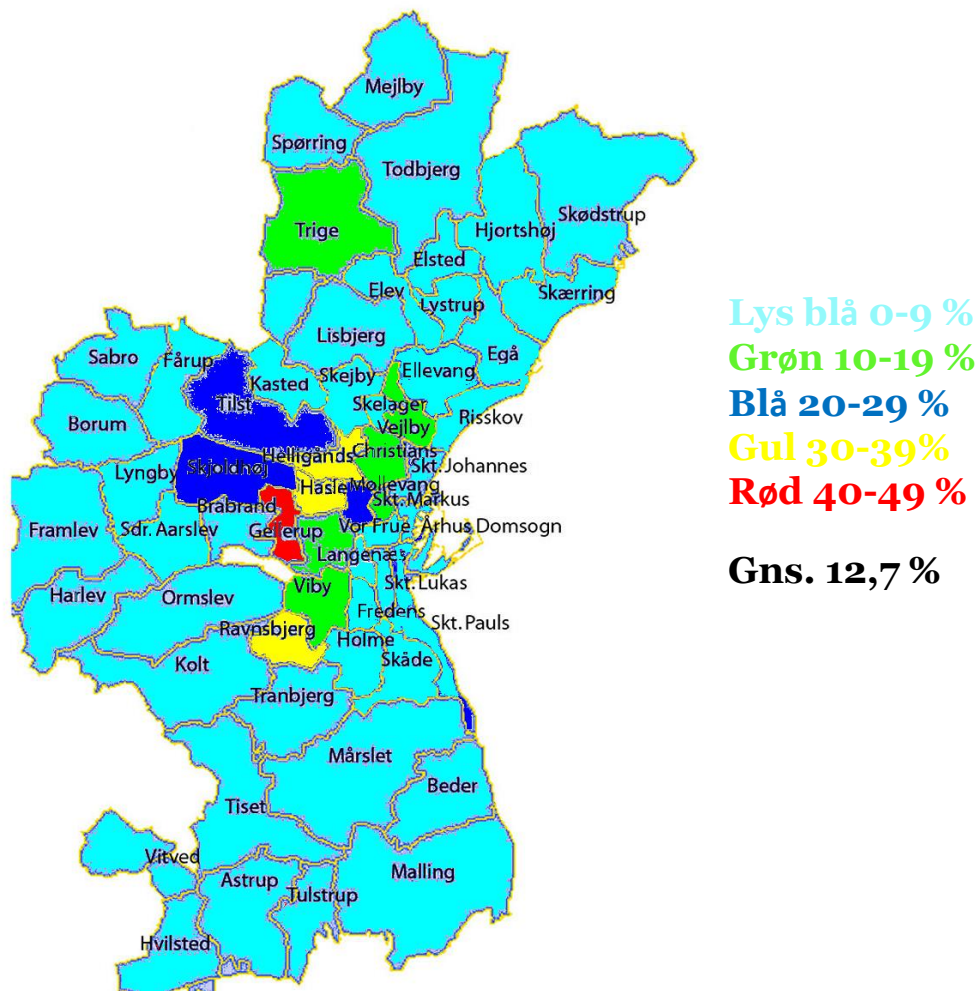 Mejlby
Spørring
Todbjerg
Skødstrup
Trige
Hjortshøj
Elsted
Elev
Skærring
Lystrup
Lisbjerg
Egå
Sabro
Fårup
Ellevang
Skejby
Kasted
Tilst
Skelager
Risskov
Borum
Vejlby
Christians
Helligånds
Skt. Johannes
Lyngby
Skjoldhøj
Møllevang
Hasle
Skt. Markus
Brabrand
Framlev
Sdr. Aarslev
Gellerup
Vor Frue
Århus Domsogn
Langenæs
Skt. Lukas
Viby
Harlev
Ormslev
Fredens
Skt. Pauls
Ravnsbjerg
Holme
Skåde
Kolt
Tranbjerg
Mårslet
Beder
Tiset
Vitved
Astrup
Malling
Tulstrup
Hvilsted
Lys blå 0-9 %
Grøn 10-19 %
Blå 20-29 %
Gul 30-39%
Rød 40-49 %
Gns. 12,7 %